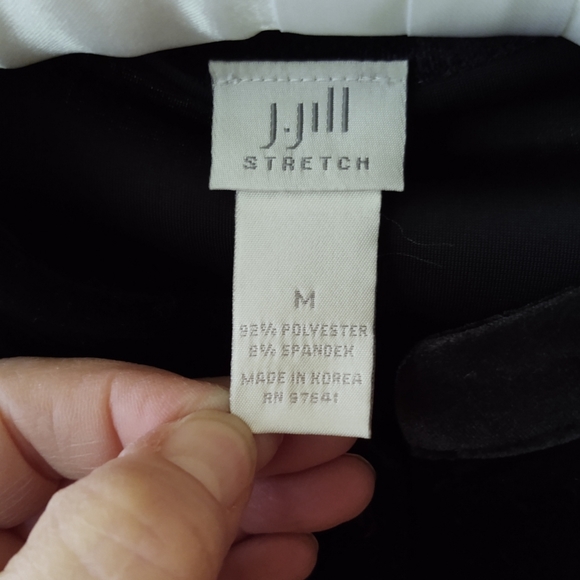 J.Jill
STRETCH
M
92% POLYESTER
8% SPANDEX
MADE IN KOREA
RN 97641